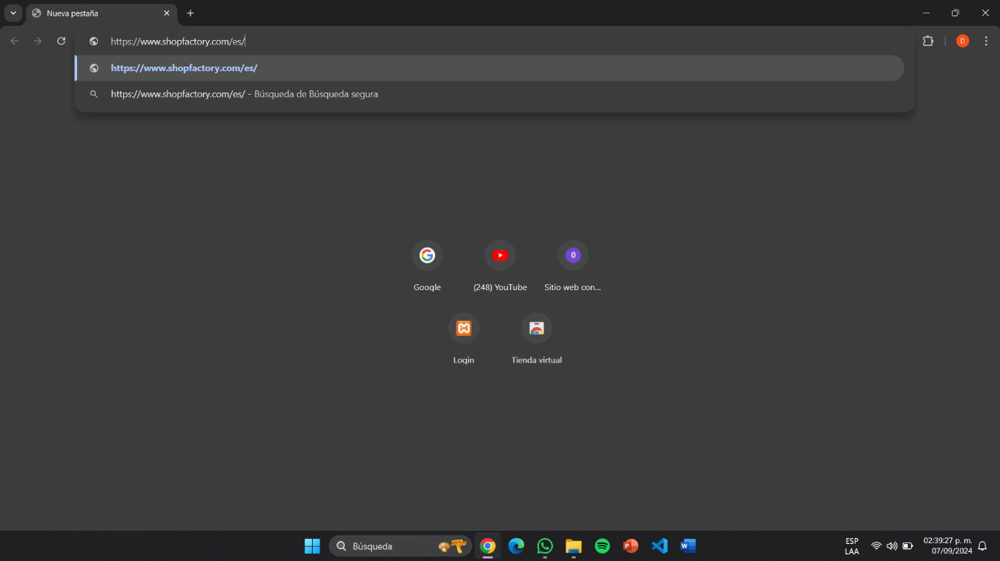 Nueva pestaña
https://www.shopfactory.com/es/
D
https://www.shopfactory.com/es/
https://www.shopfactory.com/es/ - Búsqueda de Búsqueda segura
Google
(248) YouTube
0
Sitio web con...
Login
Tienda virtual
Búsqueda
P
W
ESP
LAA
02:39:27 p. m.
07/09/2024